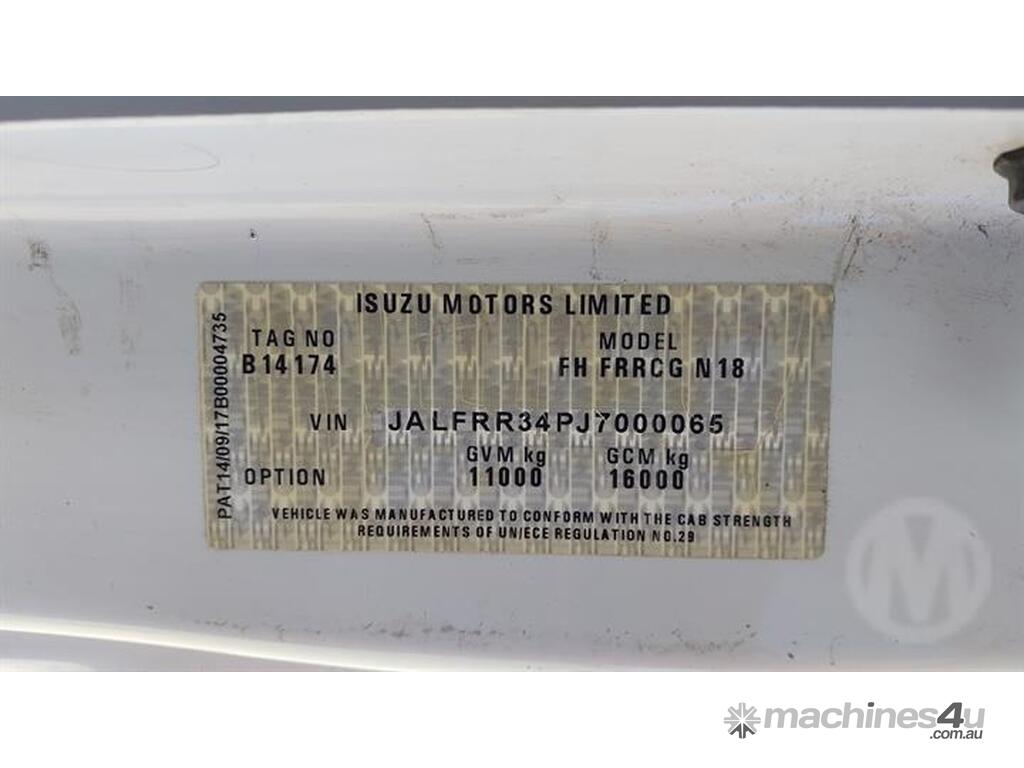 ISUZU MOTORS LIMITED
TAG NO MODEL
B14174 FH FRRCG N18
VIN JALFRR34PJ7000065
GVM kg GCM kg
OPTION 11000 16000
VEHICLE WAS MANUFACTURED TO CONFORM WITH THE CAB STRENGTH
REQUIREMENTS OF UN/ECE REGULATION NO.29
PAT14/09/17B00004735
M
machines4u
.com.au